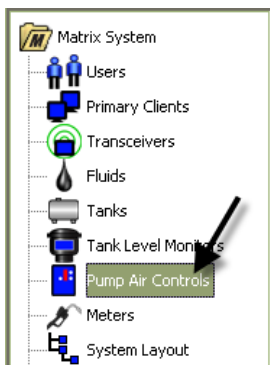 Matrix System
Users
Primary Clients
Transceivers
Fluids
Tanks
Tank Level Monitors
Pump Air Controls
Meters
System Layout